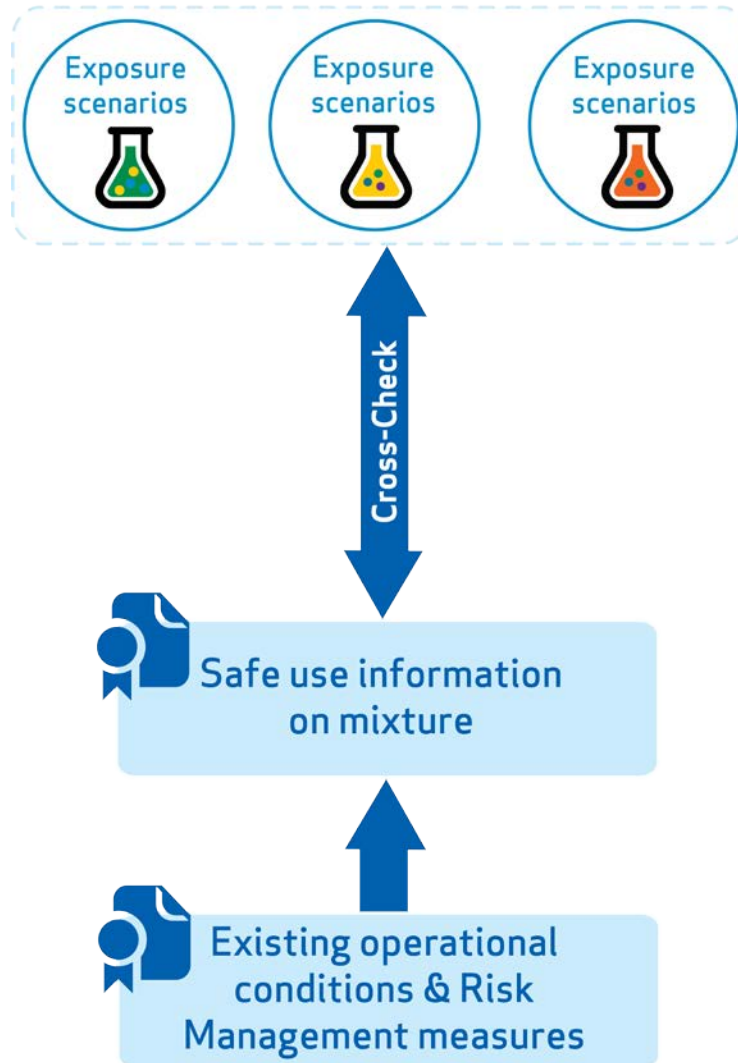 Exposure
scenarios
Exposure
scenarios
Exposure
scenarios
Cross-Check
Safe use information
on mixture
Existing operational
conditions & Risk
Management measures